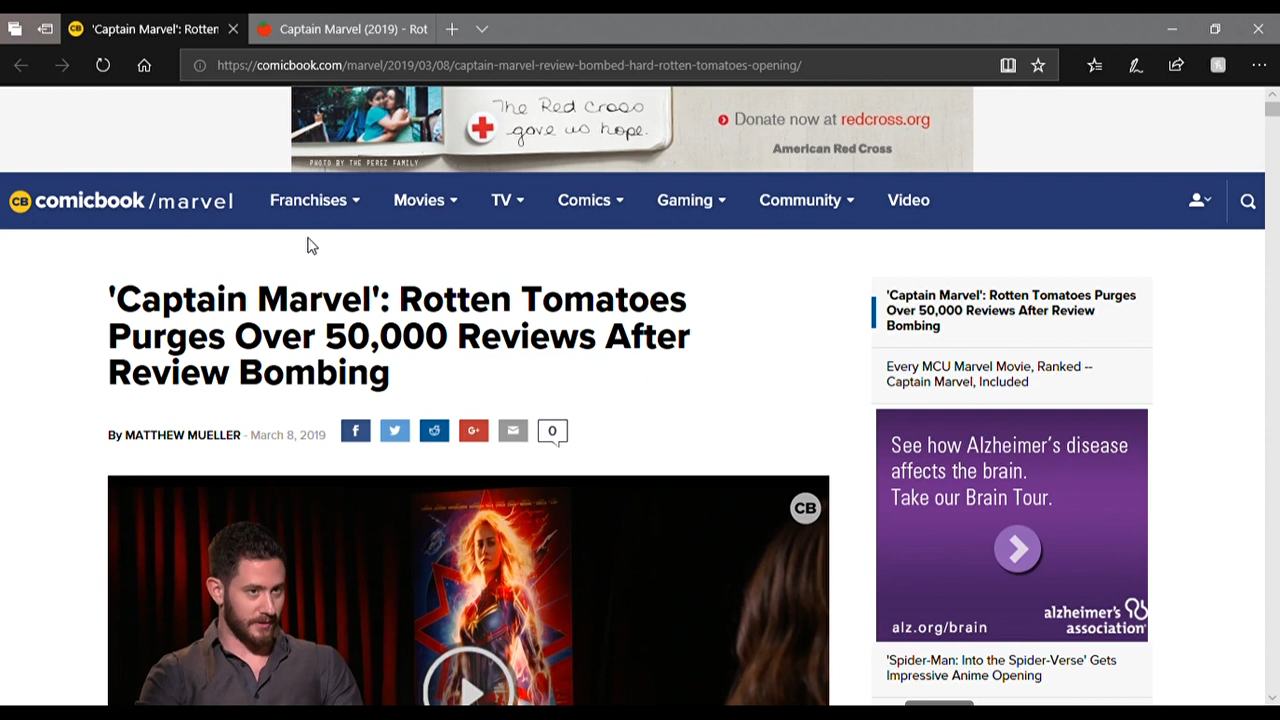 'Captain Marvel': Rotten
Captain Marvel (2019) - Rot
https://comicbook.com/marvel/2019/03/08/captain-marvel-review-bombed-hard-rotten-tomatoes-opening/
The Red Cross
gave us hope.
PHOTO BY THE PEREZ FAMILY
Donate now at redcross.org
American Red Cross
CB comicbook /marvel
Franchises Movies TV Comics Gaming Community Video
'Captain Marvel': Rotten Tomatoes
Purges Over 50,000 Reviews After
Review Bombing
By MATTHEW MUELLER - March 8, 2019
f G+ 0
CB
'Captain Marvel': Rotten Tomatoes Purges
Over 50,000 Reviews After Review
Bombing
Every MCU Marvel Movie, Ranked --
Captain Marvel, Included
See how Alzheimer's disease
affects the brain.
Take our Brain Tour.
alz.org/brain
alzheimer's
association
'Spider-Man: Into the Spider-Verse' Gets
Impressive Anime Opening